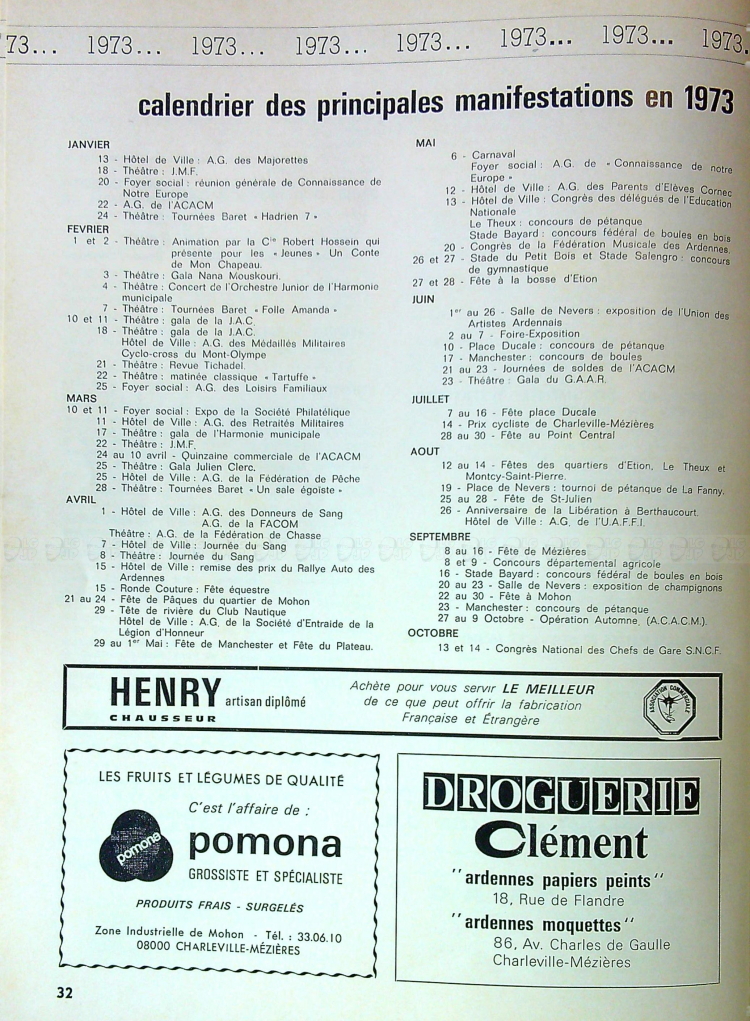 73... 1973... 1973... 1973... 1973... 1973... 1973... 1973.
calendrier des principales manifestations en 1973
JANVIER
13 - Hôtel de Ville : A.G. des Majorettes
18 - Théâtre : J.M.F.
20 - Foyer social : réunion générale de Connaissance de
Notre Europe
22 - A.G. de l'ACACM
24 - Théâtre : Tournées Baret « Hadrien 7 »
FEVRIER
1 et 2 - Théâtre : Animation par la Cie Robert Hossein qui
présente pour les « Jeunes » Un Conte
de Mon Chapeau.
3 - Théâtre : Gala Nana Mouskouri.
4 - Théâtre : Concert de l'Orchestre Junior de l'Harmonie
municipale
7 - Théâtre : Tournées Baret « Folle Amanda »
10 et 11 - Théâtre : gala de la J.A.C.
18 - Théâtre : gala de la J.A.C.
Hôtel de Ville : A.G. des Médaillés Militaires
Cyclo-cross du Mont-Olympe
21 - Théâtre : Revue Tichadel.
22 - Théâtre : matinée classique « Tartuffe »
25 - Foyer social : A.G. des Loisirs Familiaux
MARS
10 et 11 - Foyer social : Expo de la Société Philatélique
11 - Hôtel de Ville : A.G. des Retraités Militaires
17 - Théâtre : gala de l'Harmonie municipale
22 - Théâtre : J.M.F.
24 au 10 avril - Quinzaine commerciale de l'ACACM
25 - Théâtre : Gala Julien Clerc.
25 - Hôtel de Ville : A.G. de la Fédération de Pêche
28 - Théâtre : Tournées Baret « Un sale égoïste »
AVRIL
1 - Hôtel de Ville : A.G. des Donneurs de Sang
A.G. de la FACOM
Théâtre : A.G. de la Fédération de Chasse
7 - Hôtel de Ville : Journée du Sang
8 - Théâtre : Journée du Sang
15 - Hôtel de Ville : remise des prix du Rallye Auto des
Ardennes
15 - Ronde Couture : Fête équestre
21 au 24 - Fête de Pâques du quartier de Mohon
29 - Tête de rivière du Club Nautique
Hôtel de Ville : A.G. de la Société d'Entraide de la
Légion d'Honneur
29 au 1er Mai : Fête de Manchester et Fête du Plateau.
MAI
6 - Carnaval
Foyer social : A.G. de « Connaissance de notre
Europe »
12 - Hôtel de Ville : A.G. des Parents d'Elèves Cornec
13 - Hôtel de Ville : Congrès des délégués de l'Education
Nationale
Le Theux : concours de pétanque
Stade Bayard : concours fédéral de boules en bois
20 - Congrès de la Fédération Musicale des Ardennes.
26 et 27 - Stade du Petit Bois et Stade Salengro : concours
de gymnastique
27 et 28 - Fête à la bosse d'Etion
JUIN
1er au 26 - Salle de Nevers : exposition de l'Union des
Artistes Ardennais
2 au 7 - Foire-Exposition
10 - Place Ducale : concours de pétanque
17 - Manchester : concours de boules
21 au 23 - Journées de soldes de l'ACACM
23 - Théâtre : Gala du G.A.A.R.
JUILLET
7 au 16 - Fête place Ducale
14 - Prix cycliste de Charleville-Mézières
28 au 30 - Fête au Point Central
AOUT
12 au 14 - Fêtes des quartiers d'Etion, Le Theux et
Montcy-Saint-Pierre.
19 - Place de Nevers : tournoi de pétanque de La Fanny.
25 au 28 - Fête de St-Julien
26 - Anniversaire de la Libération à Berthaucourt.
Hôtel de Ville : A.G. de l'U.A.F.F.I.
SEPTEMBRE
8 au 16 - Fête de Mézières
8 et 9 - Concours départemental agricole
16 - Stade Bayard : concours fédéral de boules en bois
20 au 23 - Salle de Nevers : exposition de champignons
22 au 30 - Fête à Mohon
23 - Manchester : concours de pétanque
27 au 9 Octobre - Opération Automne. (A.C.A.C.M.).
OCTOBRE
13 et 14 - Congrès National des Chefs de Gare S.N.C.F.
HENRY artisan diplômé
CHAUSSEUR
Achète pour vous servir LE MEILLEUR
de ce que peut offrir la fabrication
Française et Étrangère
ASSOCIATION COMMERCIALE
LES FRUITS ET LÉGUMES DE QUALITÉ
C'est l'affaire de :
pomona
pomona
GROSSISTE ET SPÉCIALISTE
PRODUITS FRAIS - SURGELÉS
Zone Industrielle de Mohon - Tél. : 33.06.10
08000 CHARLEVILLE-MÉZIÈRES
DROGUERIE
Clément
"ardennes papiers peints"
18, Rue de Flandre
"ardennes moquettes"
86, Av. Charles de Gaulle
Charleville-Mézières
32